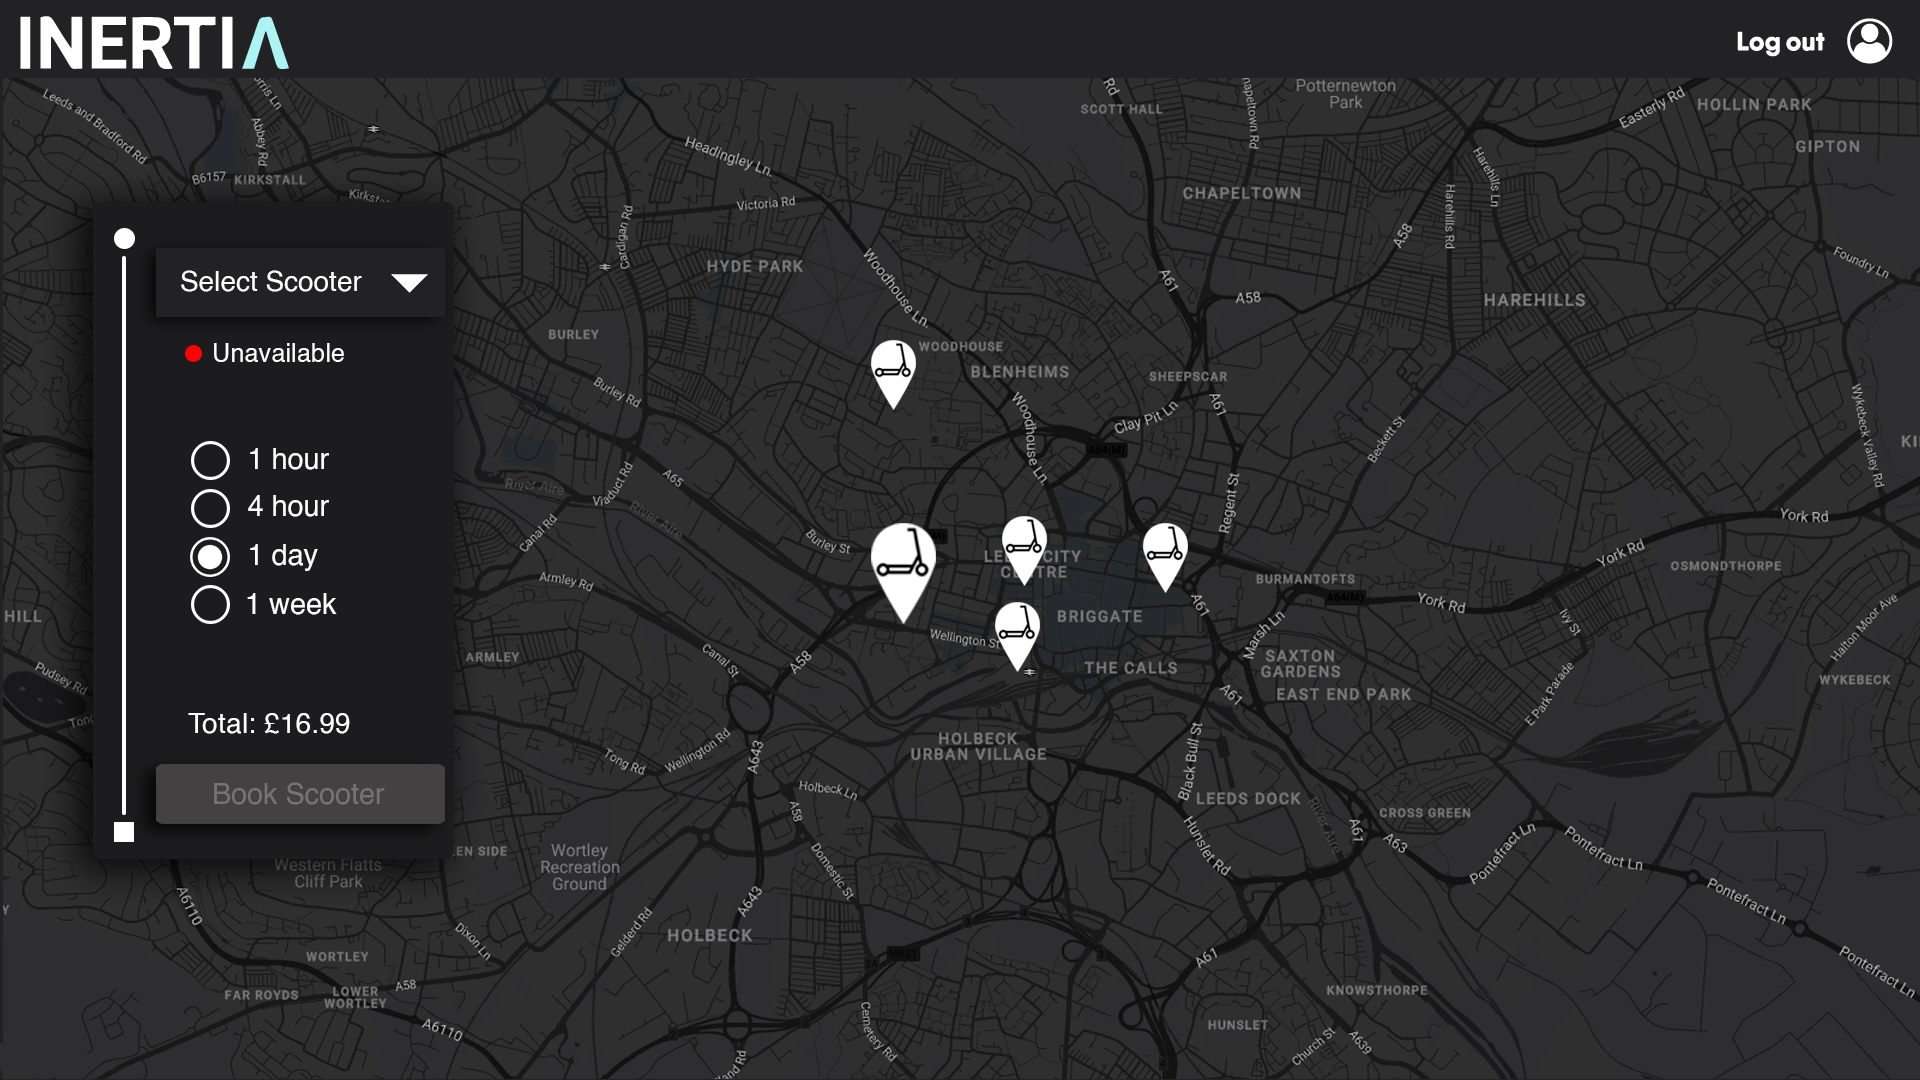 INERTIA
Log out
Select Scooter
Unavailable
1 hour
4 hour
1 day
1 week
Total: £16.99
Book Scooter
Leeds and Bradford Rd
Abbey Rd
B6157
KIRKSTALL
Headingley Ln.
Victoria Rd
Cardigan Rd
HYDE PARK
Woodhouse Ln.
SCOTT HALL
Potternewton
Park
CHAPELTOWN
Easterly Rd
HOLLIN PARK
GIPTON
Harehills Ln
Harehills Rd
A58
A61
A58
Foundry Ln
HAREHILLS
BURLEY
WOODHOUSE
BLENHEIMS
SHEEPSCAR
Burley Rd
Woodhouse Ln.
Clay Pit Ln
A61
A64(M)
Beckett St
Wykebeck Valley Rd
River Aire
Viaduct Rd
A65
River Aire
Regent St
Canal Rd
Burley St
York Rd
York Rd
CITY
Armley Rd
BURMANTOFTS
A64(M)
York Rd
OSMONDTHORPE
BRIGGATE
A61
Marsh Ln
Ivy St
Halton Moor Ave
HILL
Wellington St
ARMLEY
Canal St
A58
THE CALLS
SAXTON
GARDENS
EAST END PARK
A61
E Park Parade
WYKEBECK
Pudsey Rd
HOLBECK
URBAN VILLAGE
Black Bull St
Tong Rd
Wellington Rd
A643
Holbeck Ln
A58
LEEDS DOCK
River Aire
CROSS GREEN
A61
A63
Hunslet Rd
Pontefract Ln
Pontefract Ln
Pontefract Ln
Pontefract Ln
Western Flatts
Cliff Park
Wortley
Recreation
Ground
Domestic St
A6110
A643
Gelderd Rd
Dixon Ln
HOLBECK
M621
A61
WORTLEY
FAR ROYDS
LOWER
WORTLEY
A58
A6110
Cemetery Rd
KNOWSTHORPE
HUNSLET
Church St
A639